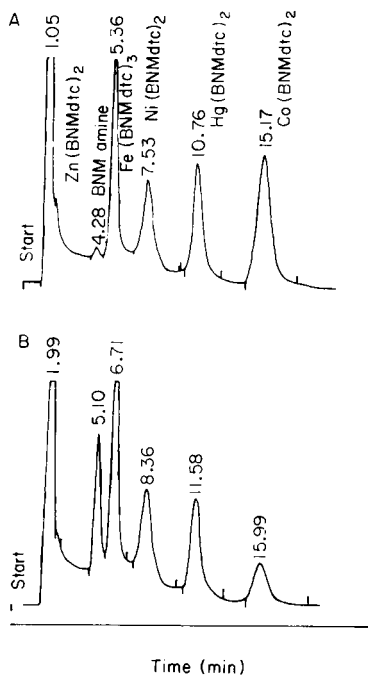 A
1.05
Zn(BNMdtc)2
4.28 BNM amine
5.36
Fe(BNMdtc)3
Ni(BNMdtc)2
7.53
Hg(BNMdtc)2
10.76
Co(BNMdtc)2
15.17
Start
B
1.99
5.10
6.71
8.36
11.58
15.99
Start
Time (min)